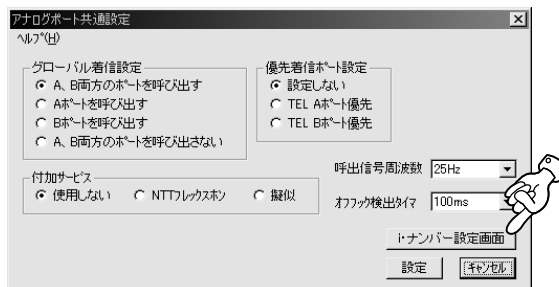 アナログポート共通設定
ヘルプ(H)
グローバル着信設定
A、B両方のポートを呼び出す
Aポートを呼び出す
Bポートを呼び出す
A、B両方のポートを呼び出さない
優先着信ポート設定
設定しない
TEL Aポート優先
TEL Bポート優先
付加サービス
使用しない NTTフレックスホン 擬似
呼出信号周波数 25Hz
オフフック検出タイマ 100ms
i・ナンバー設定画面
設定 キャンセル